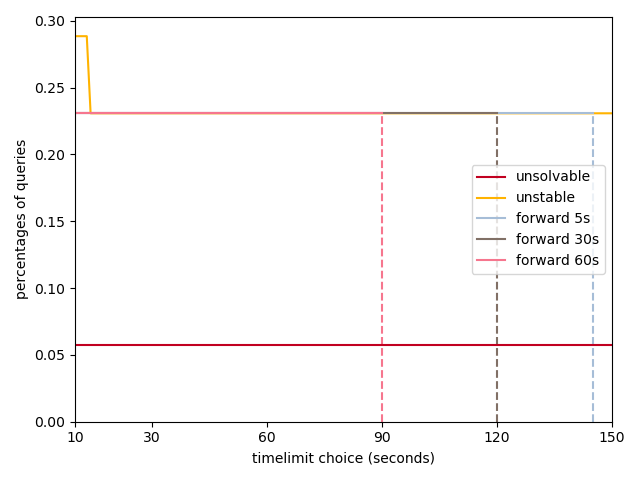 percentages of queries
0.30
0.25
0.20
0.15
0.10
0.05
0.00
unsolvable
unstable
forward 5s
forward 30s
forward 60s
10 30 60 90 120 150
timelimit choice (seconds)